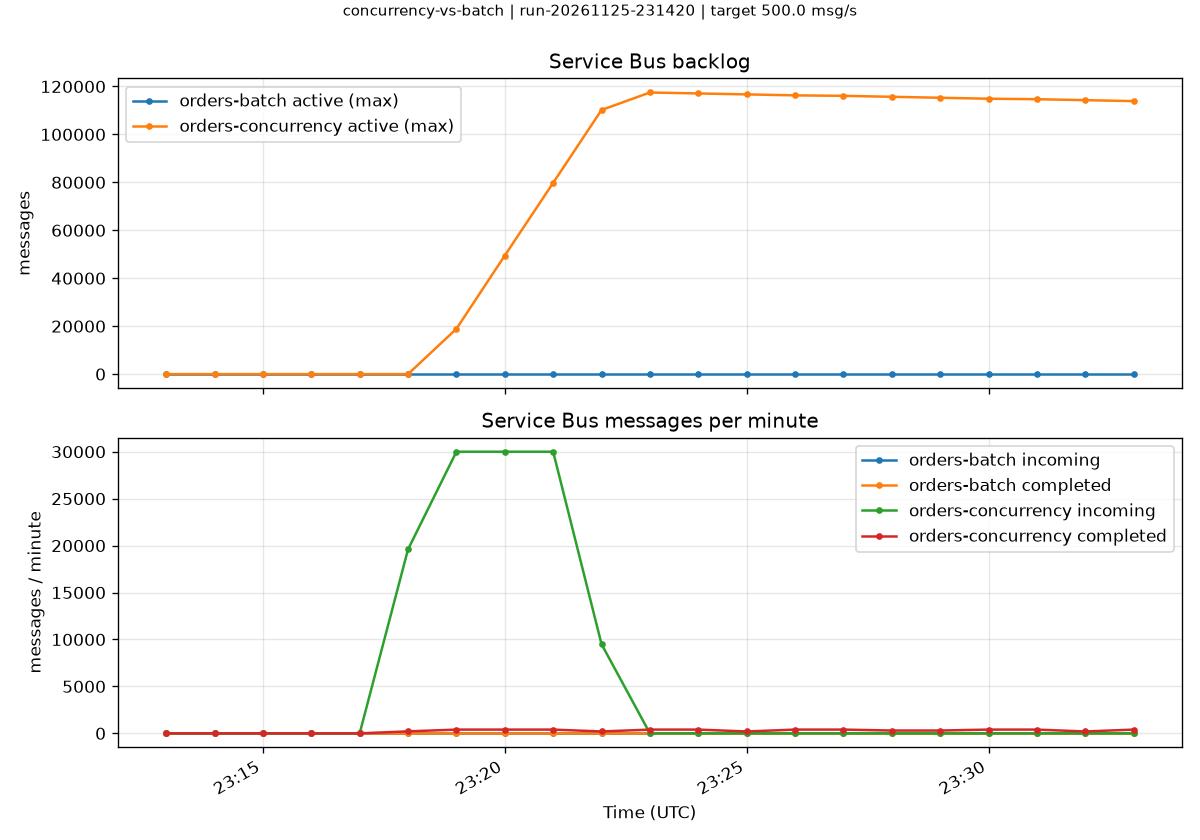 concurrency-vs-batch | run-20261125-231420 | target 500.0 msg/s
Service Bus backlog
120000
100000
80000
60000
40000
20000
0
messages
orders-batch active (max)
orders-concurrency active (max)
Service Bus messages per minute
30000
25000
20000
15000
10000
5000
0
messages / minute
orders-batch incoming
orders-batch completed
orders-concurrency incoming
orders-concurrency completed
23:15
23:20
23:25
23:30
Time (UTC)